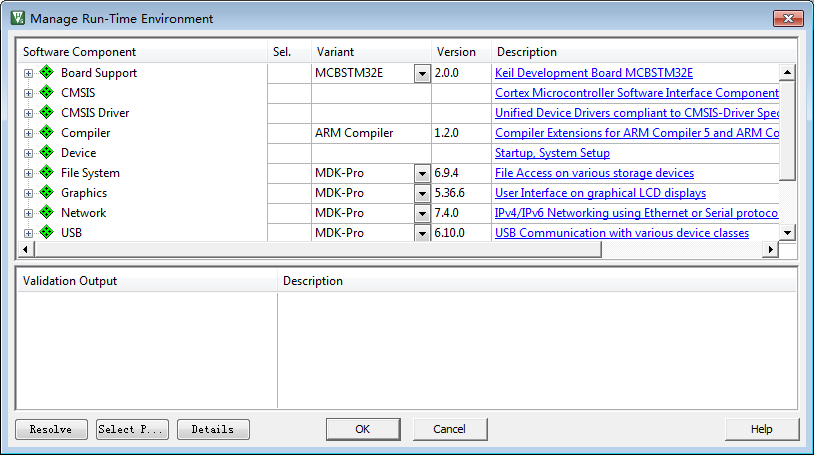 Manage Run-Time Environment
Software Component Sel. Variant Version Description
Board Support MCBSTM32E 2.0.0 Keil Development Board MCBSTM32E
CMSIS Cortex Microcontroller Software Interface Component
CMSIS Driver Unified Device Drivers compliant to CMSIS-Driver Spec
Compiler ARM Compiler 1.2.0 Compiler Extensions for ARM Compiler 5 and ARM Co
Device Startup, System Setup
File System MDK-Pro 6.9.4 File Access on various storage devices
Graphics MDK-Pro 5.36.6 User Interface on graphical LCD displays
Network MDK-Pro 7.4.0 IPv4/IPv6 Networking using Ethernet or Serial protoco
USB MDK-Pro 6.10.0 USB Communication with various device classes
Validation Output Description
Resolve Select P... Details OK Cancel Help